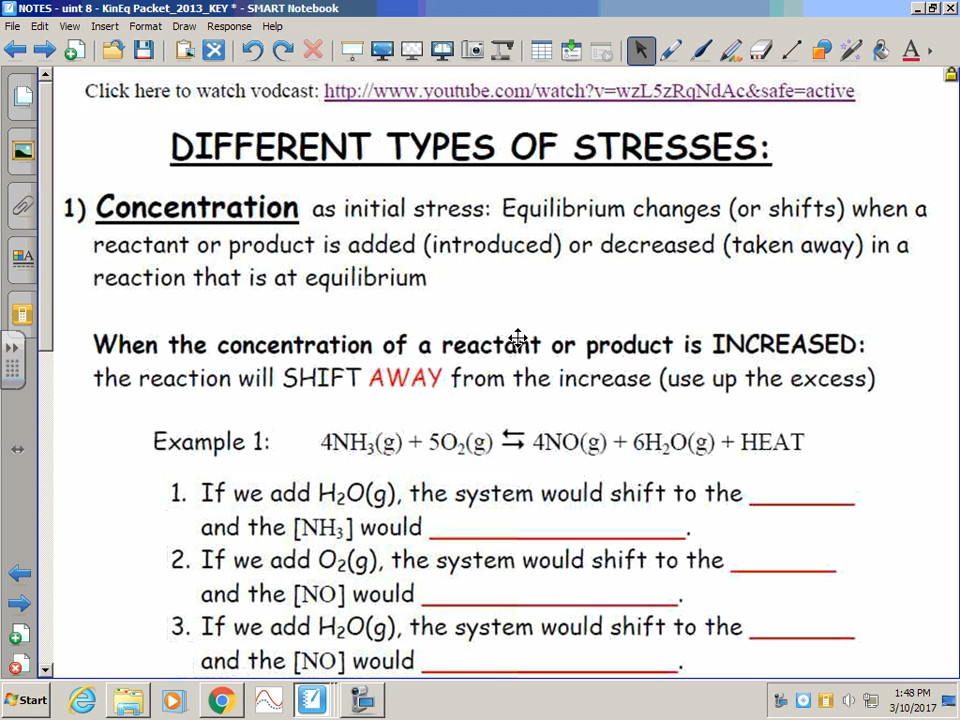 NOTES - uint 8 - KinEq Packet_2013_KEY * - SMART Notebook
File Edit View Insert Format Draw Response Help
Click here to watch vodcast: http://www.youtube.com/watch?v=wzL5zRqNdAc&safe=active
DIFFERENT TYPES OF STRESSES:
1) Concentration as initial stress: Equilibrium changes (or shifts) when a
reactant or product is added (introduced) or decreased (taken away) in a
reaction that is at equilibrium
When the concentration of a reactant or product is INCREASED:
the reaction will SHIFT AWAY from the increase (use up the excess)
Example 1: 4NH₃(g) + 5O₂(g) ⇆ 4NO(g) + 6H₂O(g) + HEAT
1. If we add H₂O(g), the system would shift to the ________
and the [NH₃] would ____________________.
2. If we add O₂(g), the system would shift to the ________
and the [NO] would ____________________.
3. If we add H₂O(g), the system would shift to the ________
and the [NO] would ____________________.
Start
1:48 PM
3/10/2017